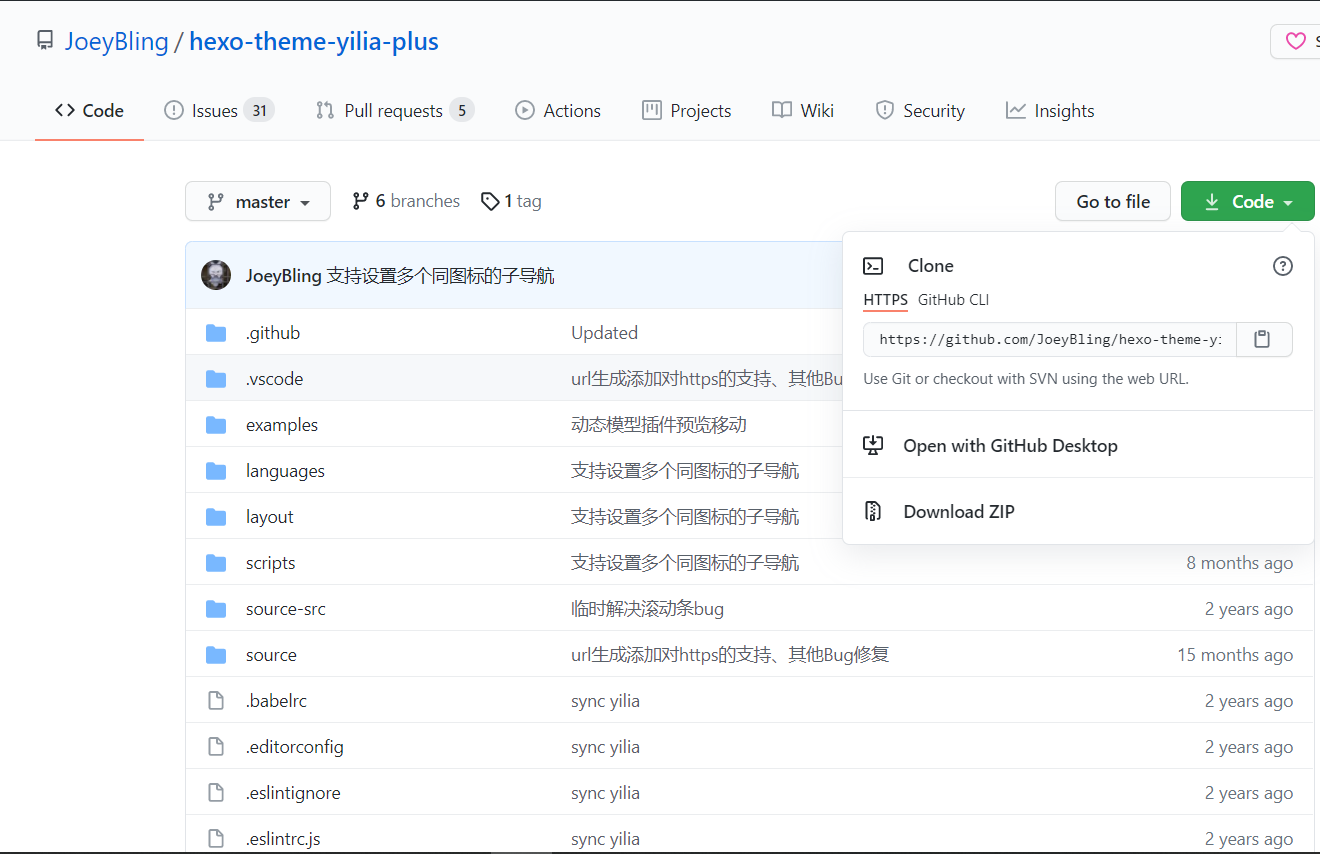 JoeyBling / hexo-theme-yilia-plus
Code Issues 31 Pull requests 5 Actions Projects Wiki Security Insights
master 6 branches 1 tag Go to file Code
JoeyBling 支持设置多个同图标的子导航
Clone
HTTPS GitHub CLI
.github Updated
https://github.com/JoeyBling/hexo-theme-yi
.vscode url生成添加对https的支持、其他Bu
Use Git or checkout with SVN using the web URL.
examples 动态模型插件预览移动
Open with GitHub Desktop
languages 支持设置多个同图标的子导航
layout 支持设置多个同图标的子导航
Download ZIP
scripts 支持设置多个同图标的子导航 8 months ago
source-src 临时解决滚动条bug 2 years ago
source url生成添加对https的支持、其他Bug修复 15 months ago
.babelrc sync yilia 2 years ago
.editorconfig sync yilia 2 years ago
.eslintignore sync yilia 2 years ago
.eslintrc.js sync yilia 2 years ago